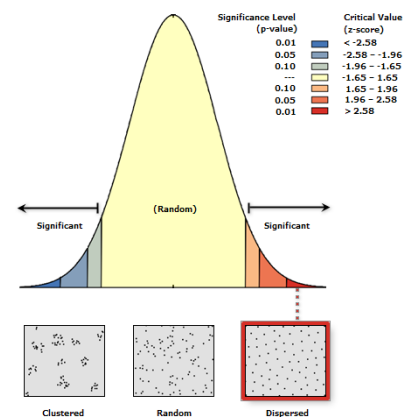 Significance Level Critical Value
(p-value) (z-score)
0.01 < -2.58
0.05 -2.58 – -1.96
0.10 -1.96 – -1.65
--- -1.65 – 1.65
0.10 1.65 – 1.96
0.05 1.96 – 2.58
0.01 > 2.58
(Random)
Significant Significant
Clustered Random Dispersed